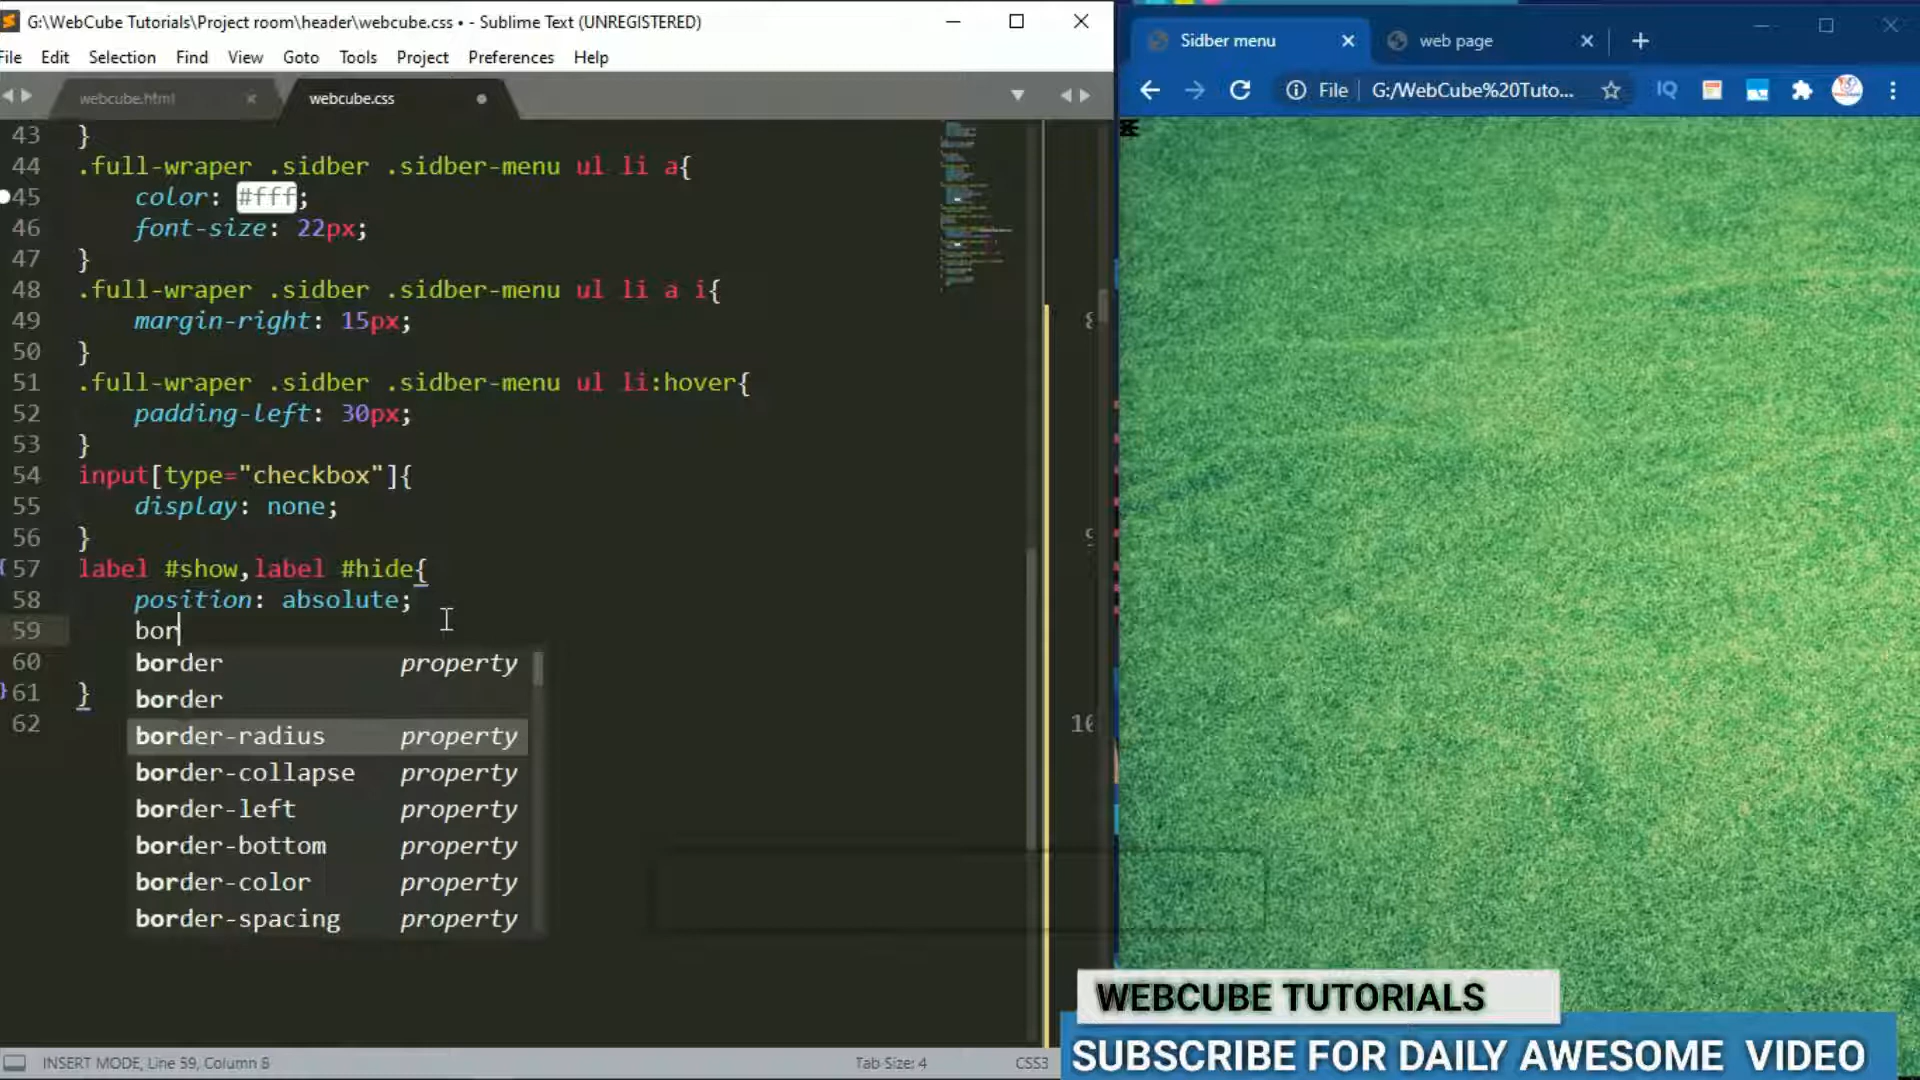 G:\WebCube Tutorials\Project room\header\webcube.css • - Sublime Text (UNREGISTERED)
File Edit Selection Find View Goto Tools Project Preferences Help
webcube.html webcube.css
43 }
44 .full-wraper .sidber .sidber-menu ul li a{
45 color: #fff;
46 font-size: 22px;
47 }
48 .full-wraper .sidber .sidber-menu ul li a i{
49 margin-right: 15px;
50 }
51 .full-wraper .sidber .sidber-menu ul li:hover{
52 padding-left: 30px;
53 }
54 input[type="checkbox"]{
55 display: none;
56 }
57 label #show,label #hide{
58 position: absolute;
59 bor
60
61 }
62
border property
border
border-radius property
border-collapse property
border-left property
border-bottom property
border-color property
border-spacing property
8
9
10
INSERT MODE, Line 59, Column 8
Tab Size: 4
CSS3
Sidber menu
web page
File
G:/WebCube%20Tuto...
IQ
WEBCUBE TUTORIALS
SUBSCRIBE FOR DAILY AWESOME VIDEO